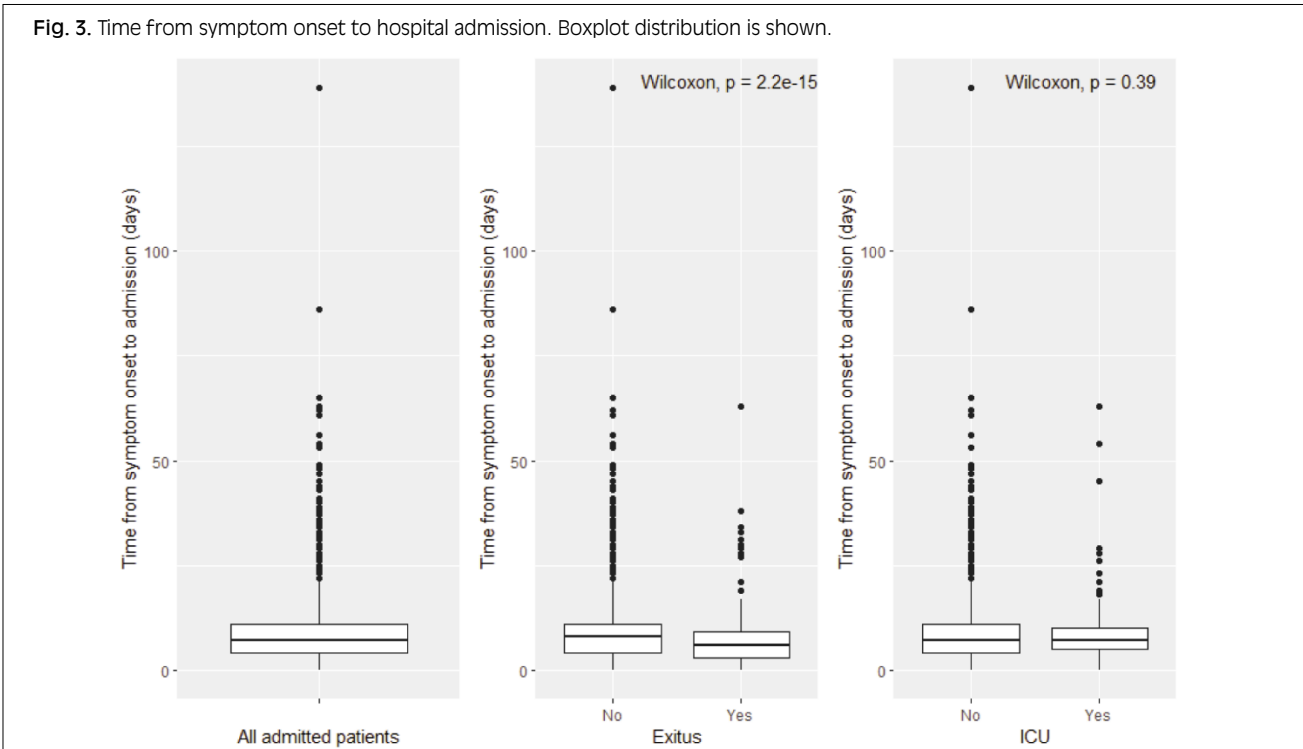 Fig. 3. Time from symptom onset to hospital admission. Boxplot distribution is shown.
Time from symptom onset to admission (days)
100
50
0
All admitted patients
Wilcoxon, p = 2.2e-15
Time from symptom onset to admission (days)
100
50
0
No Yes
Exitus
Wilcoxon, p = 0.39
Time from symptom onset to admission (days)
100
50
0
No Yes
ICU